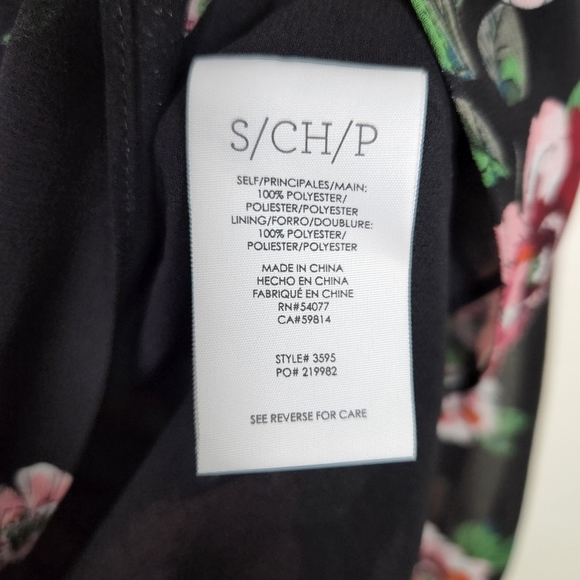 S/CH/P
SELF/PRINCIPALES/MAIN:
100% POLYESTER/
POLIESTER/POLYESTER
LINING/FORRO/DOUBLURE:
100% POLYESTER/
POLIESTER/POLYESTER
MADE IN CHINA
HECHO EN CHINA
FABRIQUÉ EN CHINE
RN#54077
CA#59814
STYLE# 3595
PO# 219982
SEE REVERSE FOR CARE